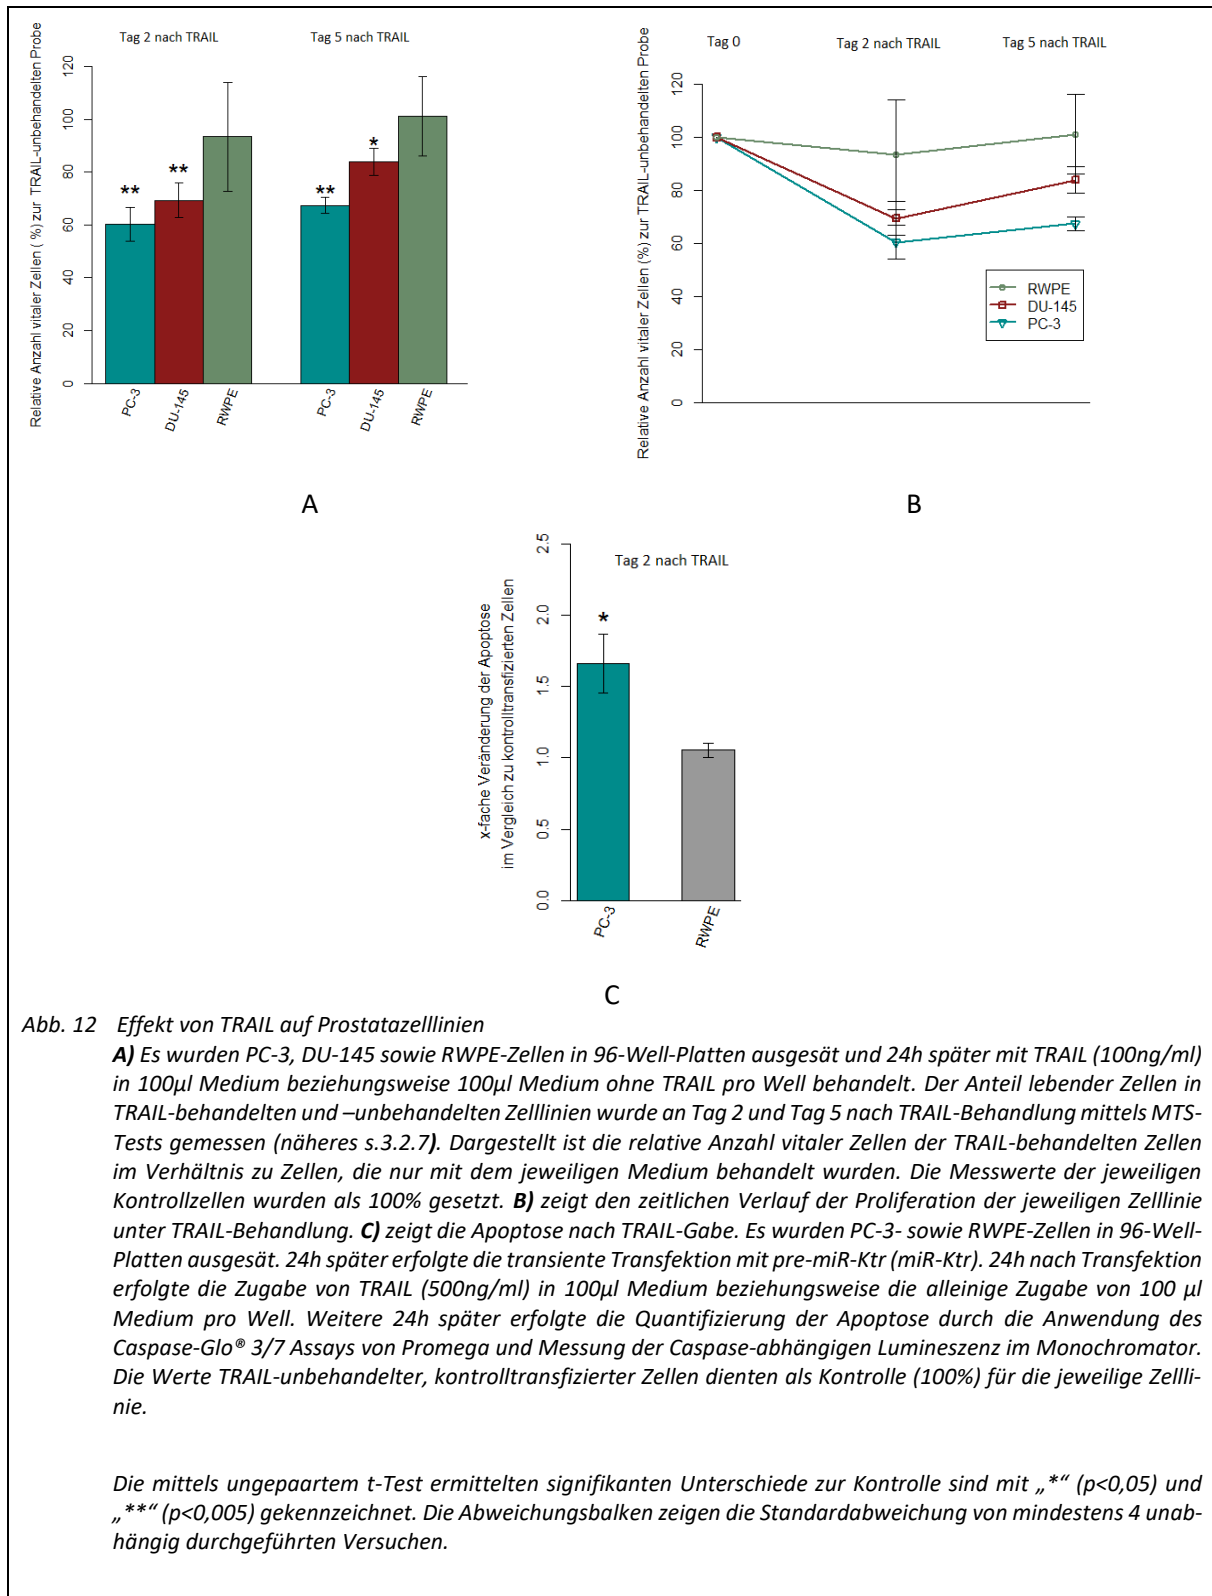 Tag 2 nach TRAIL
Tag 5 nach TRAIL
Relative Anzahl vitaler Zellen ( %) zur TRAIL-unbehandelten Probe
0
20
40
60
80
100
120
**
**
**
*
PC-3
DU-145
RWPE
PC-3
DU-145
RWPE
A
Tag 0
Tag 2 nach TRAIL
Tag 5 nach TRAIL
Relative Anzahl vitaler Zellen (%) zur TRAIL-unbehandelten Probe
0
20
40
60
80
100
120
RWPE
DU-145
PC-3
B
Tag 2 nach TRAIL
x-fache Veränderung der Apoptose
im Vergleich zu kontrolltransfizierten Zellen
0.0
0.5
1.0
1.5
2.0
2.5
*
PC-3
RWPE
C
Abb. 12 Effekt von TRAIL auf Prostatazelllinien
A) Es wurden PC-3, DU-145 sowie RWPE-Zellen in 96-Well-Platten ausgesät und 24h später mit TRAIL (100ng/ml)
in 100µl Medium beziehungsweise 100µl Medium ohne TRAIL pro Well behandelt. Der Anteil lebender Zellen in
TRAIL-behandelten und –unbehandelten Zelllinien wurde an Tag 2 und Tag 5 nach TRAIL-Behandlung mittels MTS-
Tests gemessen (näheres s.3.2.7). Dargestellt ist die relative Anzahl vitaler Zellen der TRAIL-behandelten Zellen
im Verhältnis zu Zellen, die nur mit dem jeweiligen Medium behandelt wurden. Die Messwerte der jeweiligen
Kontrollzellen wurden als 100% gesetzt. B) zeigt den zeitlichen Verlauf der Proliferation der jeweiligen Zelllinie
unter TRAIL-Behandlung. C) zeigt die Apoptose nach TRAIL-Gabe. Es wurden PC-3- sowie RWPE-Zellen in 96-Well-
Platten ausgesät. 24h später erfolgte die transiente Transfektion mit pre-miR-Ktr (miR-Ktr). 24h nach Transfektion
erfolgte die Zugabe von TRAIL (500ng/ml) in 100µl Medium beziehungsweise die alleinige Zugabe von 100 µl
Medium pro Well. Weitere 24h später erfolgte die Quantifizierung der Apoptose durch die Anwendung des
Caspase-Glo® 3/7 Assays von Promega und Messung der Caspase-abhängigen Lumineszenz im Monochromator.
Die Werte TRAIL-unbehandelter, kontrolltransfizierter Zellen dienten als Kontrolle (100%) für die jeweilige Zellli-
nie.
Die mittels ungepaartem t-Test ermittelten signifikanten Unterschiede zur Kontrolle sind mit „*“ (p<0,05) und
„**“ (p<0,005) gekennzeichnet. Die Abweichungsbalken zeigen die Standardabweichung von mindestens 4 unab-
hängig durchgeführten Versuchen.